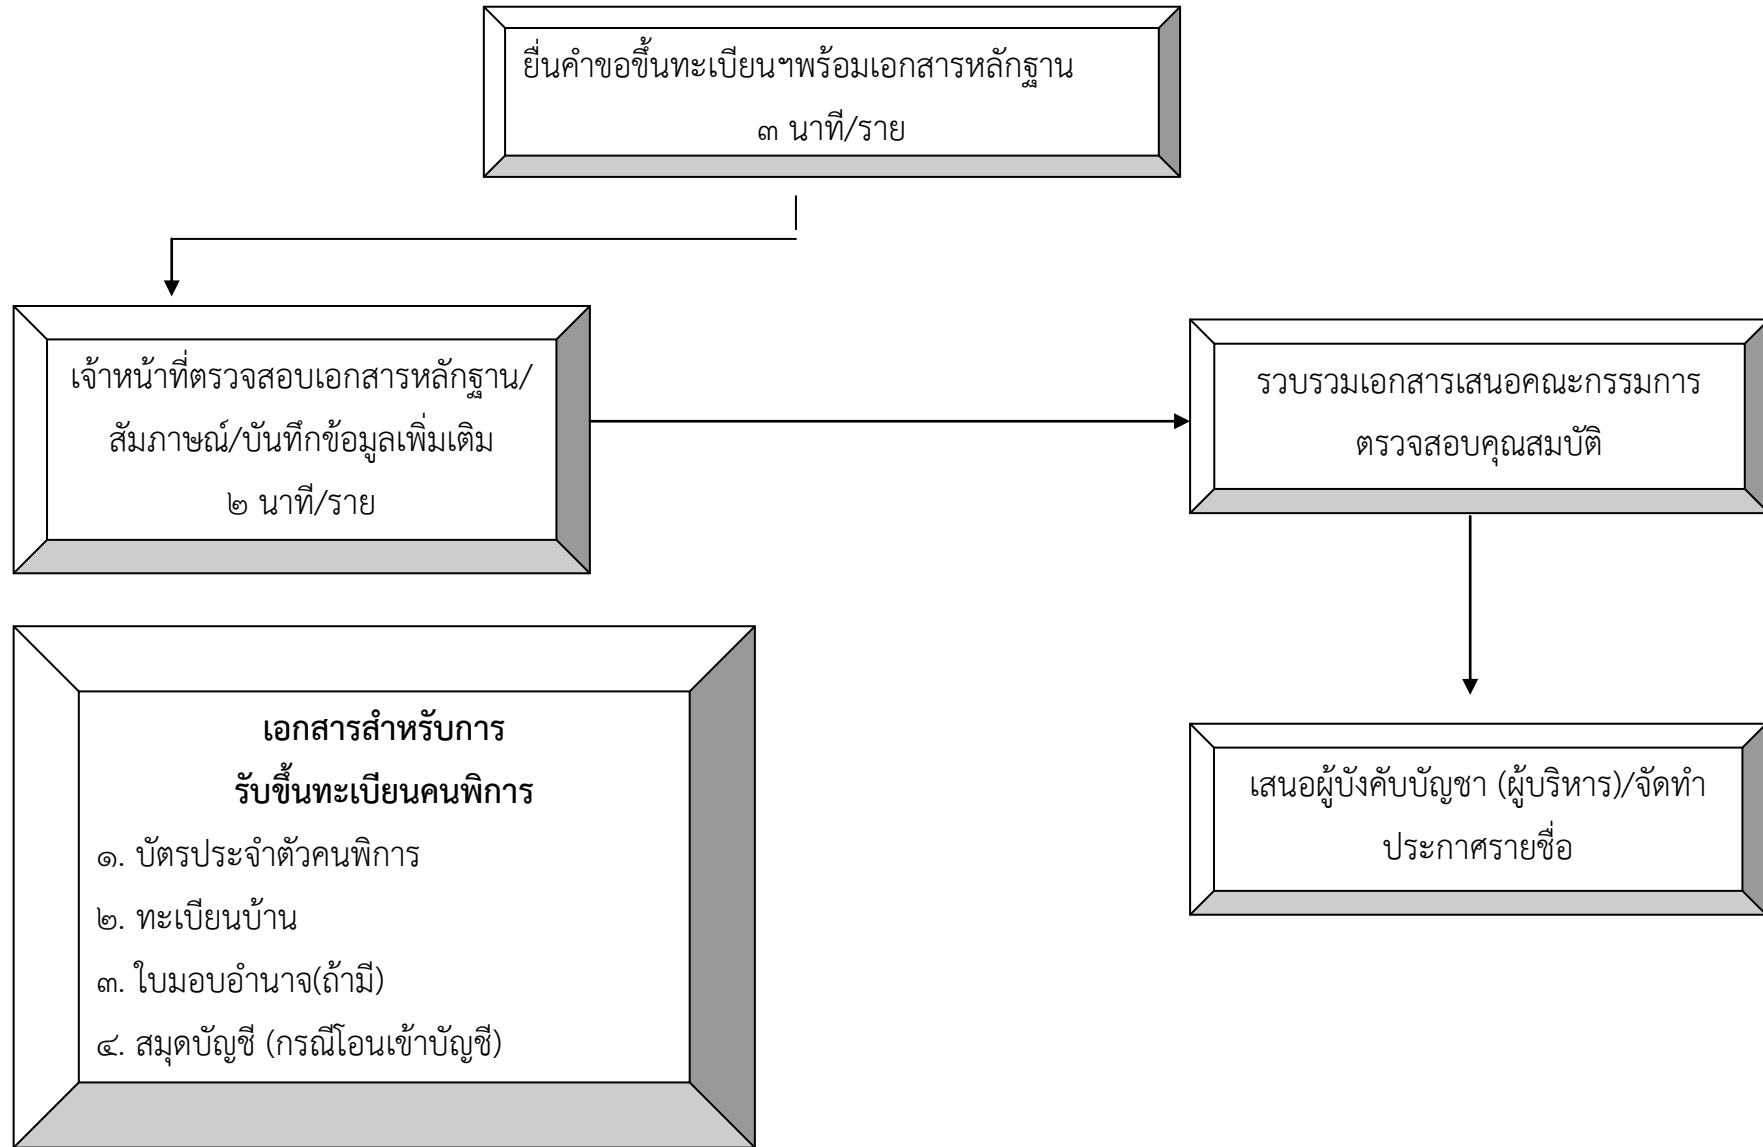 ยื่นคำขอขึ้นทะเบียนฯพร้อมเอกสารหลักฐาน
๓ นาที/ราย
เจ้าหน้าที่ตรวจสอบเอกสารหลักฐาน/
สัมภาษณ์/บันทึกข้อมูลเพิ่มเติม
๒ นาที/ราย
รวบรวมเอกสารเสนอคณะกรรมการ
ตรวจสอบคุณสมบัติ
เสนอผู้บังคับบัญชา (ผู้บริหาร)/จัดทำ
ประกาศรายชื่อ
เอกสารสำหรับการ
รับขึ้นทะเบียนคนพิการ
๑. บัตรประจำตัวคนพิการ
๒. ทะเบียนบ้าน
๓. ใบมอบอำนาจ(ถ้ามี)
๔. สมุดบัญชี (กรณีโอนเข้าบัญชี)